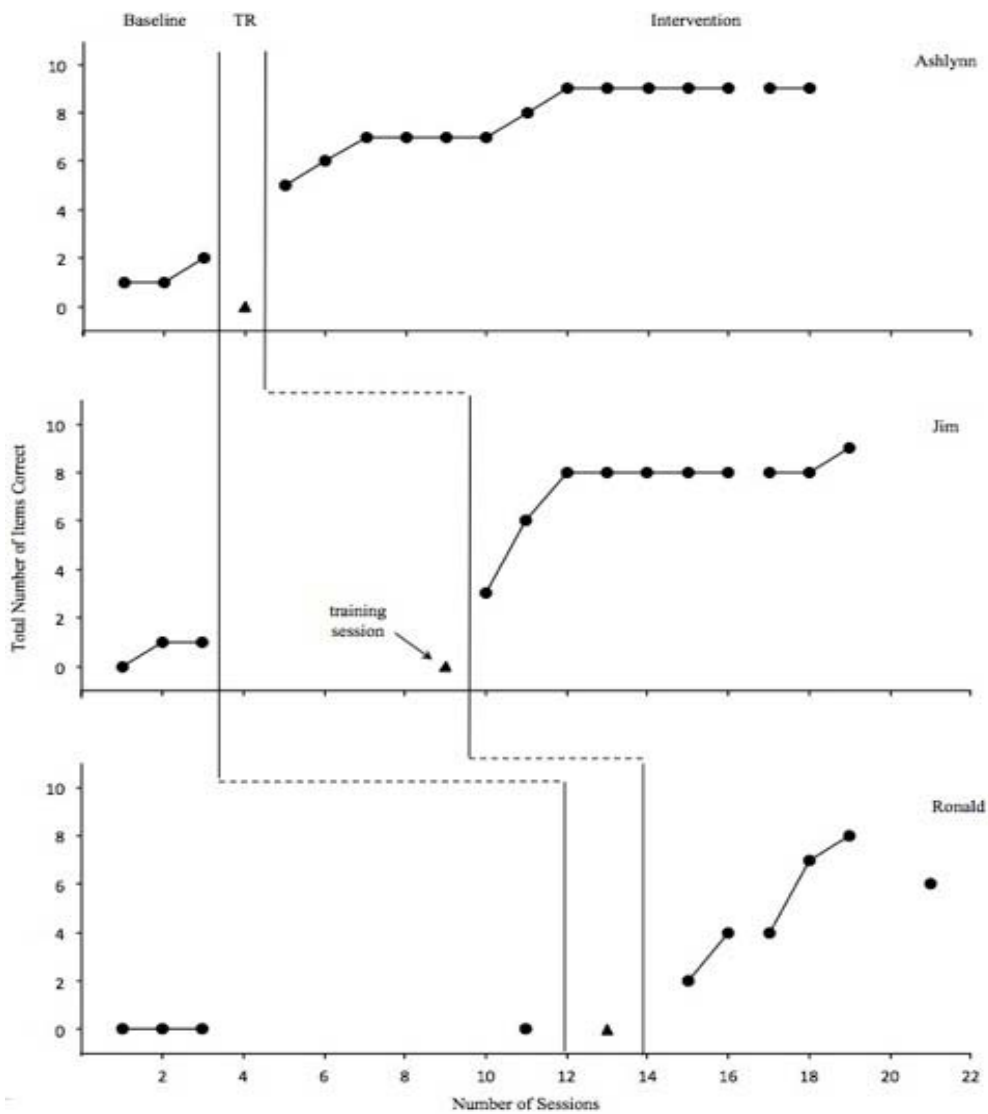 Baseline TR Intervention
Ashlynn
10
8
6
4
2
0
Total Number of Items Correct
Jim
10
8
6
4
2
0
training
session
Ronald
10
8
6
4
2
0
2 4 6 8 10 12 14 16 18 20 22
Number of Sessions